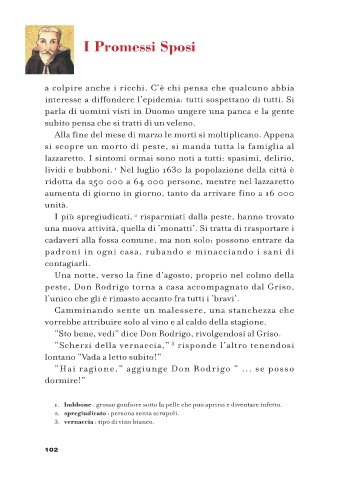 I Promessi Sposi
a colpire anche i ricchi. C'è chi pensa che qualcuno abbia
interesse a diffondere l'epidemia: tutti sospettano di tutti. Si
parla di uomini visti in Duomo ungere una panca e la gente
subito pensa che si tratti di un veleno.
Alla fine del mese di marzo le morti si moltiplicano. Appena
si scopre un morto di peste, si manda tutta la famiglia al
lazzaretto. I sintomi ormai sono noti a tutti: spasimi, delirio,
lividi e bubboni. 1 Nel luglio 1630 la popolazione della città è
ridotta da 250 000 a 64 000 persone, mentre nel lazzaretto
aumenta di giorno in giorno, tanto da arrivare fino a 16 000
unità.
I più spregiudicati, 2 risparmiati dalla peste, hanno trovato
una nuova attività, quella di 'monatti'. Si tratta di trasportare i
cadaveri alla fossa comune, ma non solo: possono entrare da
padroni in ogni casa, rubando e minacciando i sani di
contagiarli.
Una notte, verso la fine d'agosto, proprio nel colmo della
peste, Don Rodrigo torna a casa accompagnato dal Griso,
l'unico che gli è rimasto accanto fra tutti i 'bravi'.
Camminando sente un malessere, una stanchezza che
vorrebbe attribuire solo al vino e al caldo della stagione.
"Sto bene, vedi" dice Don Rodrigo, rivolgendosi al Griso.
"Scherzi della vernaccia," 3 risponde l'altro tenendosi
lontano "Vada a letto subito!"
"Hai ragione," aggiunge Don Rodrigo " ... se posso
dormire!"
1. bubbone : grosso gonfiore sotto la pelle che può aprirsi e diventare infetto.
2. spregiudicato : persona senza scrupoli.
3. vernaccia : tipo di vino bianco.
102